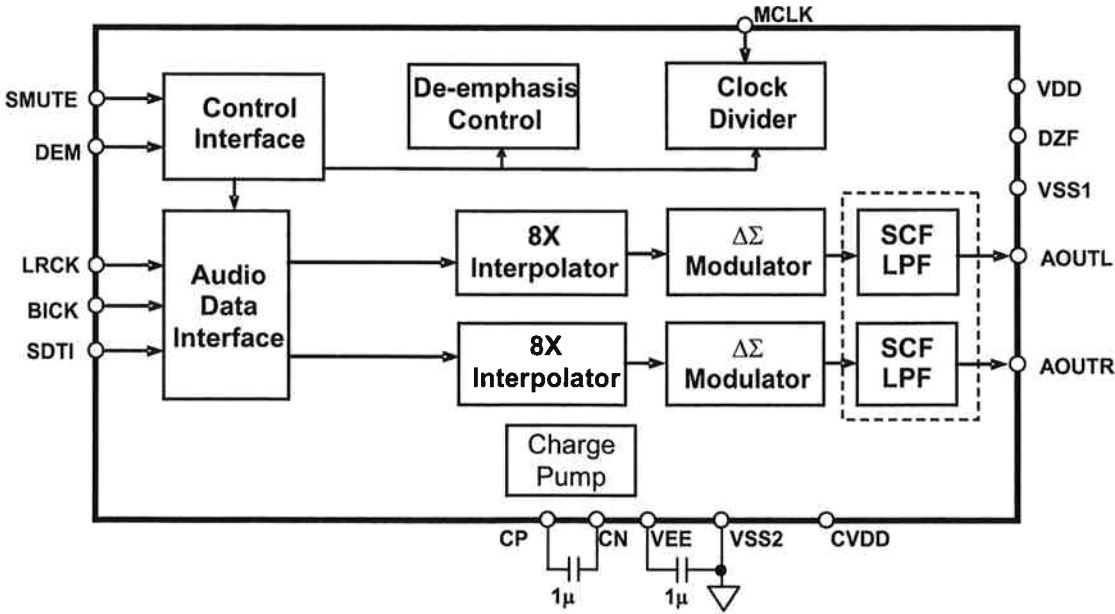 MCLK
SMUTE
DEM
Control
Interface
De-emphasis
Control
Clock
Divider
VDD
DZF
VSS1
LRCK
BICK
SDTI
Audio
Data
Interface
8X
Interpolator
ΔΣ
Modulator
SCF
LPF
AOUTL
8X
Interpolator
ΔΣ
Modulator
SCF
LPF
AOUTR
Charge
Pump
CP
CN
VEE
VSS2
CVDD
1μ
1μ